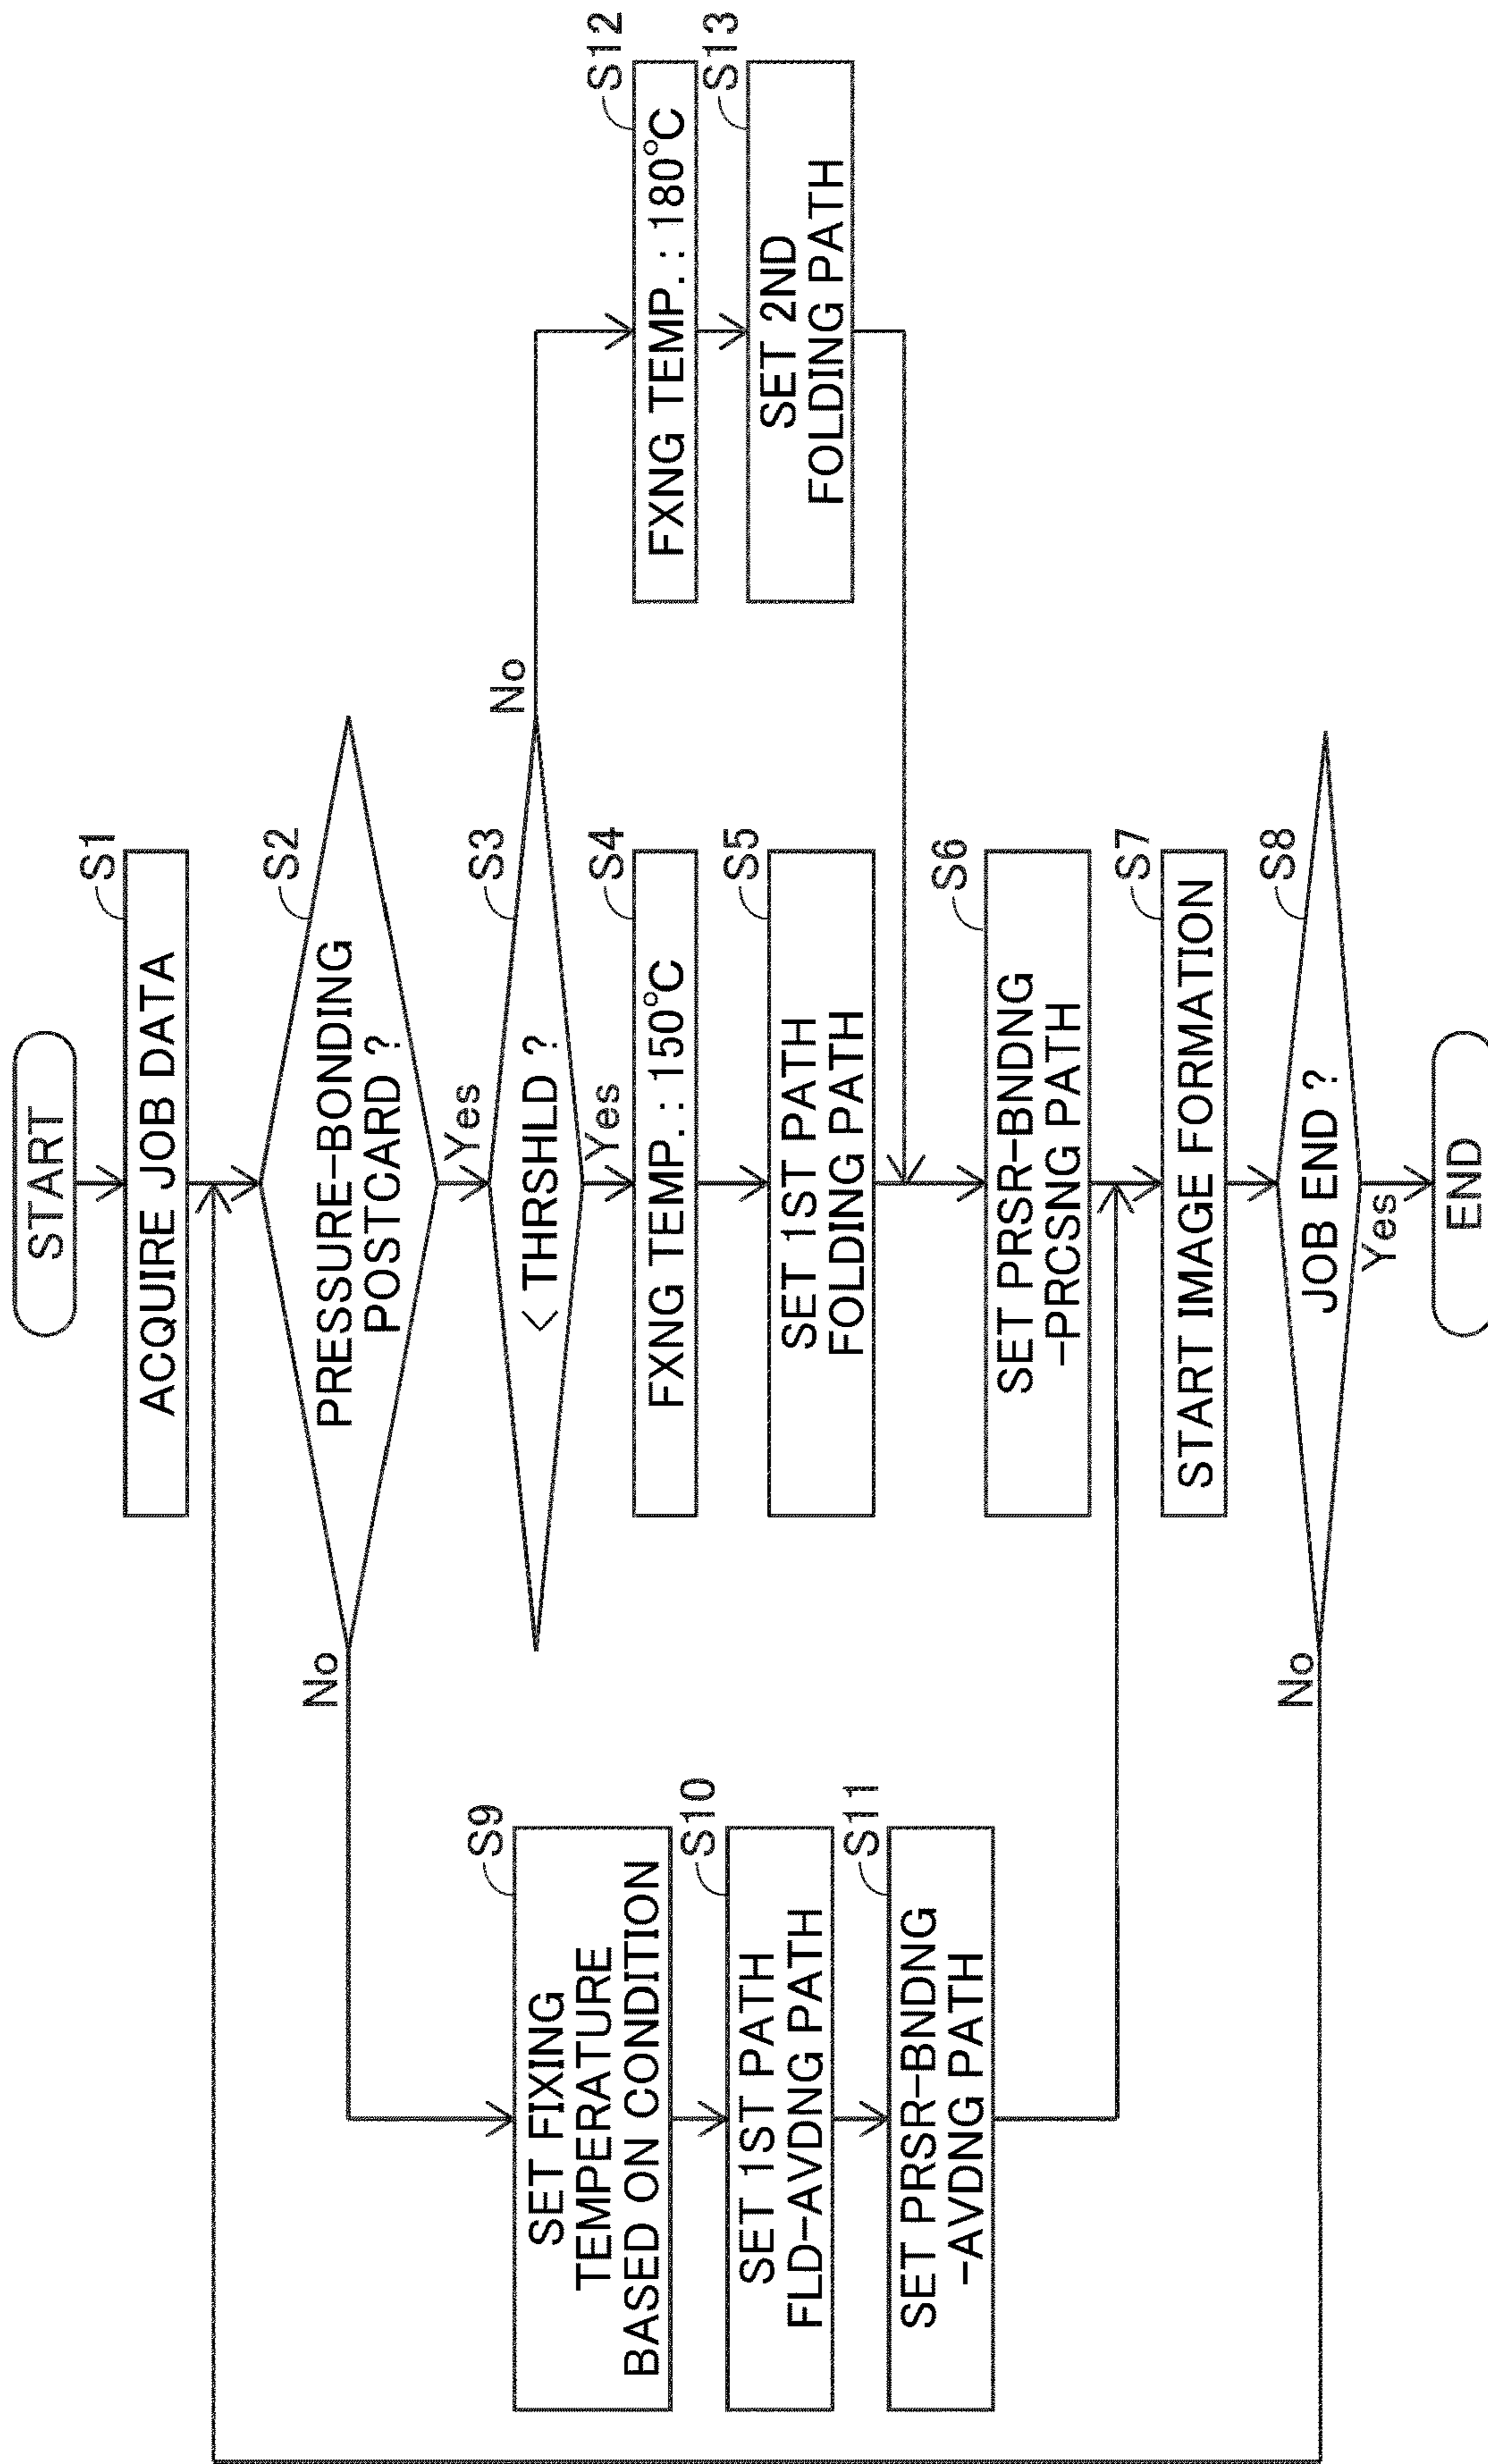 START
S1
ACQUIRE JOB DATA
S2
PRESSURE-BONDING
POSTCARD ?
No
Yes
S3
< THRSHLD ?
No
Yes
S4
FXNG TEMP. : 150°C
S5
SET 1ST PATH
FOLDING PATH
S6
SET PRSR-BNDNG
-PRCSNG PATH
S7
START IMAGE FORMATION
S8
JOB END ?
No
Yes
END
S9
SET FIXING
TEMPERATURE
BASED ON CONDITION
S10
SET 1ST PATH
FLD-AVDNG PATH
S11
SET PRSR-BNDNG
-AVDNG PATH
S12
FXNG TEMP. : 180°C
S13
SET 2ND
FOLDING PATH